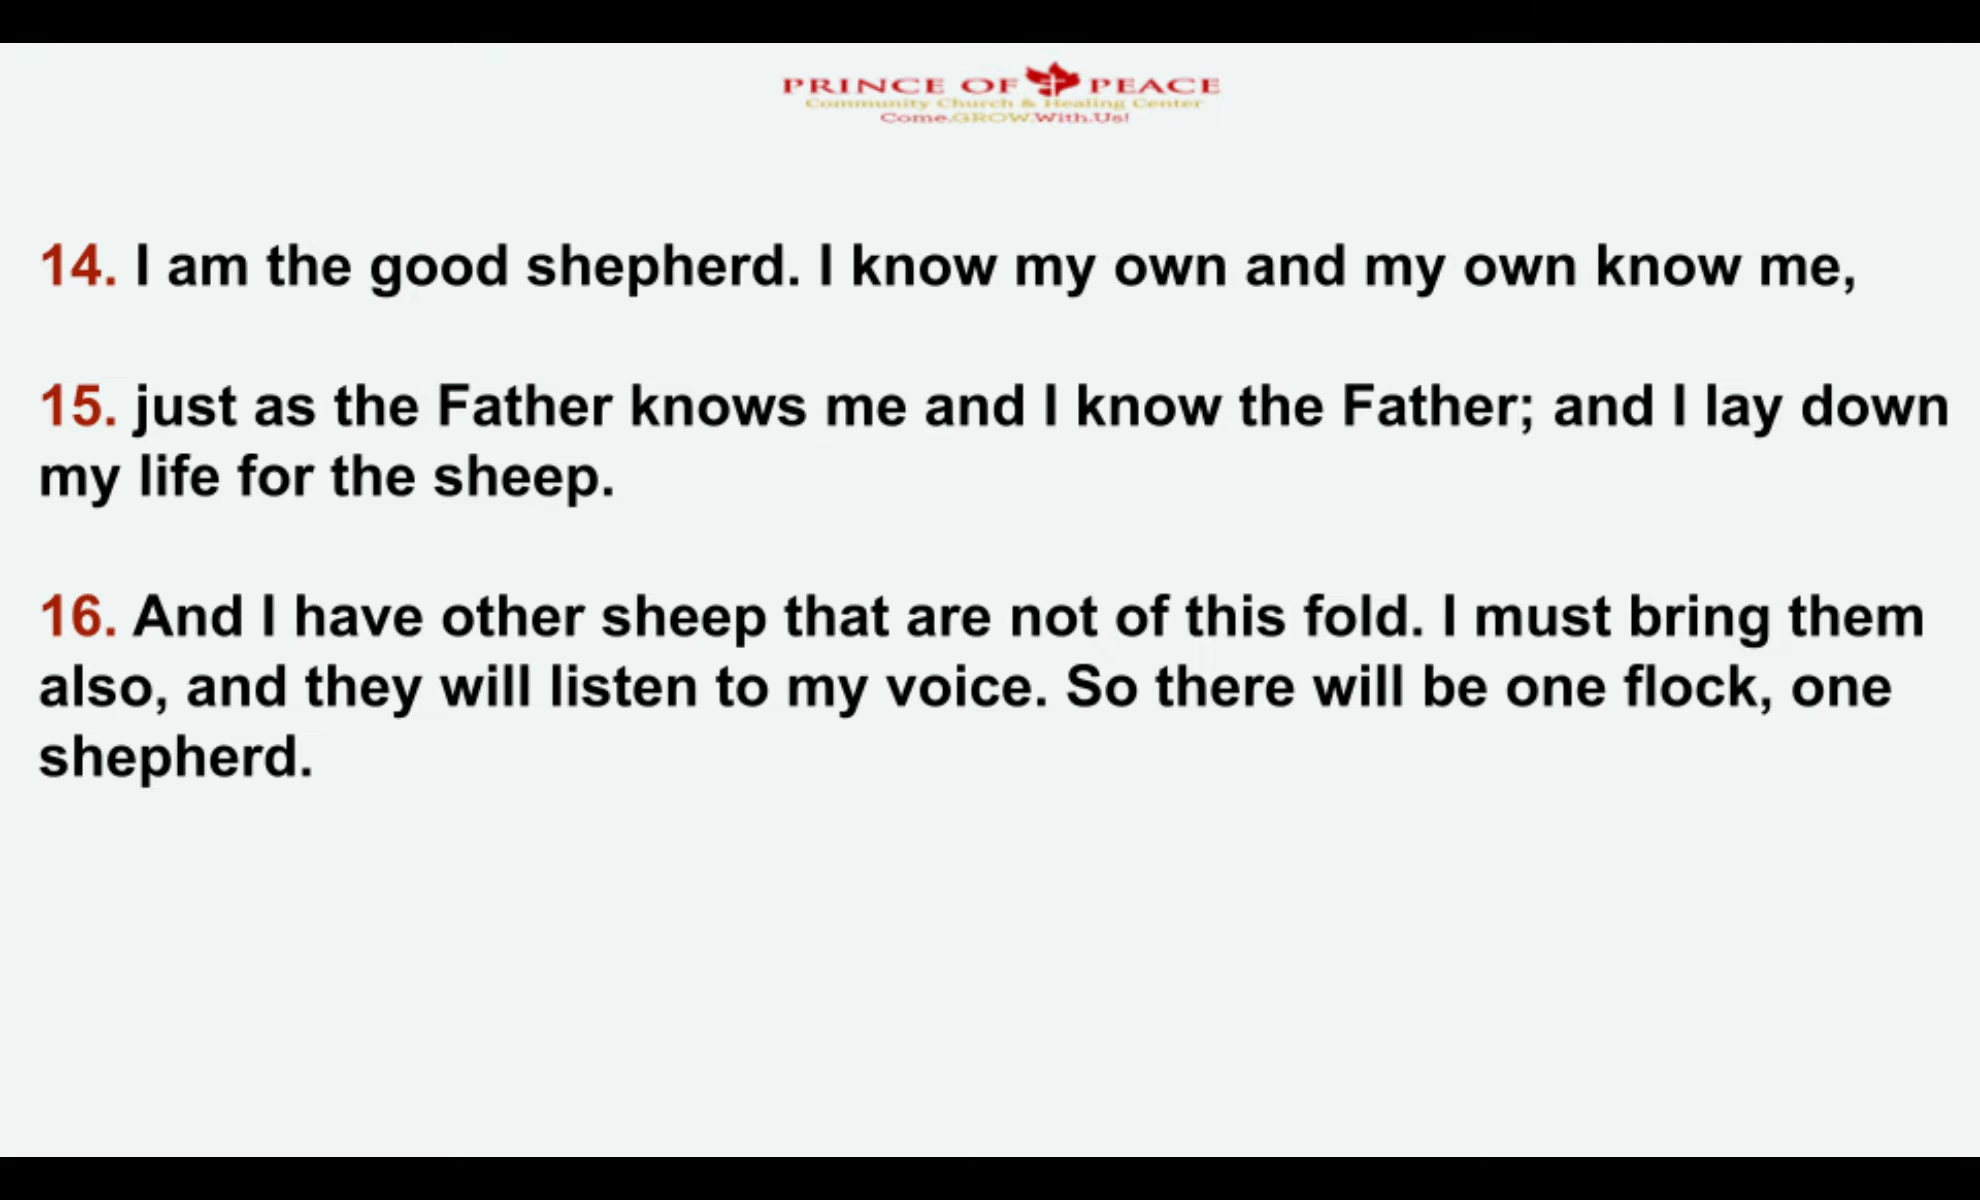 PRINCE OF PEACE
Community Church & Healing Center
Come.GROW.With.Us!
14. I am the good shepherd. I know my own and my own know me,
15. just as the Father knows me and I know the Father; and I lay down
my life for the sheep.
16. And I have other sheep that are not of this fold. I must bring them
also, and they will listen to my voice. So there will be one flock, one
shepherd.